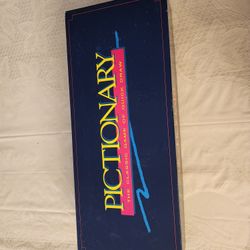 PICTIONARY
THE CLASSIC GAME OF QUICK DRAW